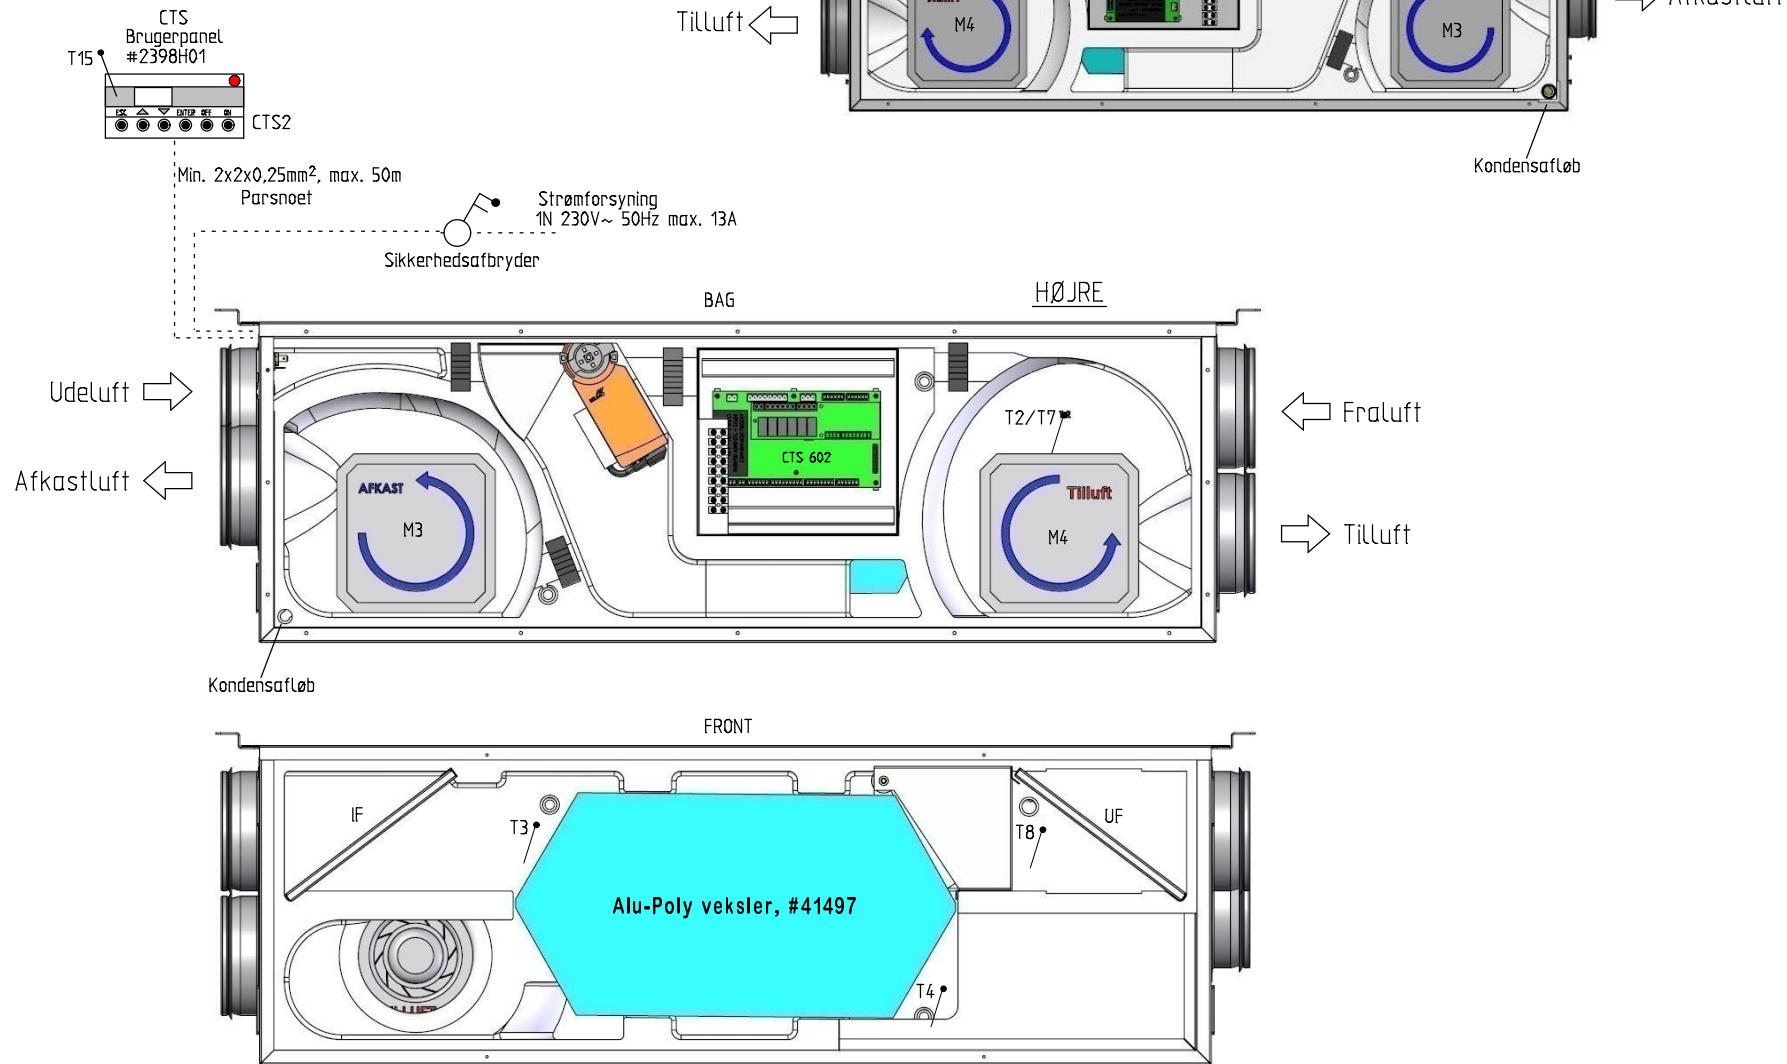 Tilluft
M4
M3
Kondensafløb
CTS
Brugerpanel
#2398H01
T15
ESC ENTER OFF ON
CTS2
Min. 2x2x0,25mm², max. 50m
Parsnoet
Strømforsyning
1N 230V~ 50Hz max. 13A
Sikkerhedsafbryder
BAG
HØJRE
Udeluft
Afkastluft
Fraluft
Tilluft
T2/T7
CTS 602
AFKAST
M3
Tilluft
M4
Kondensafløb
FRONT
IF
T3
T8
UF
Alu-Poly veksler, #41497
T4